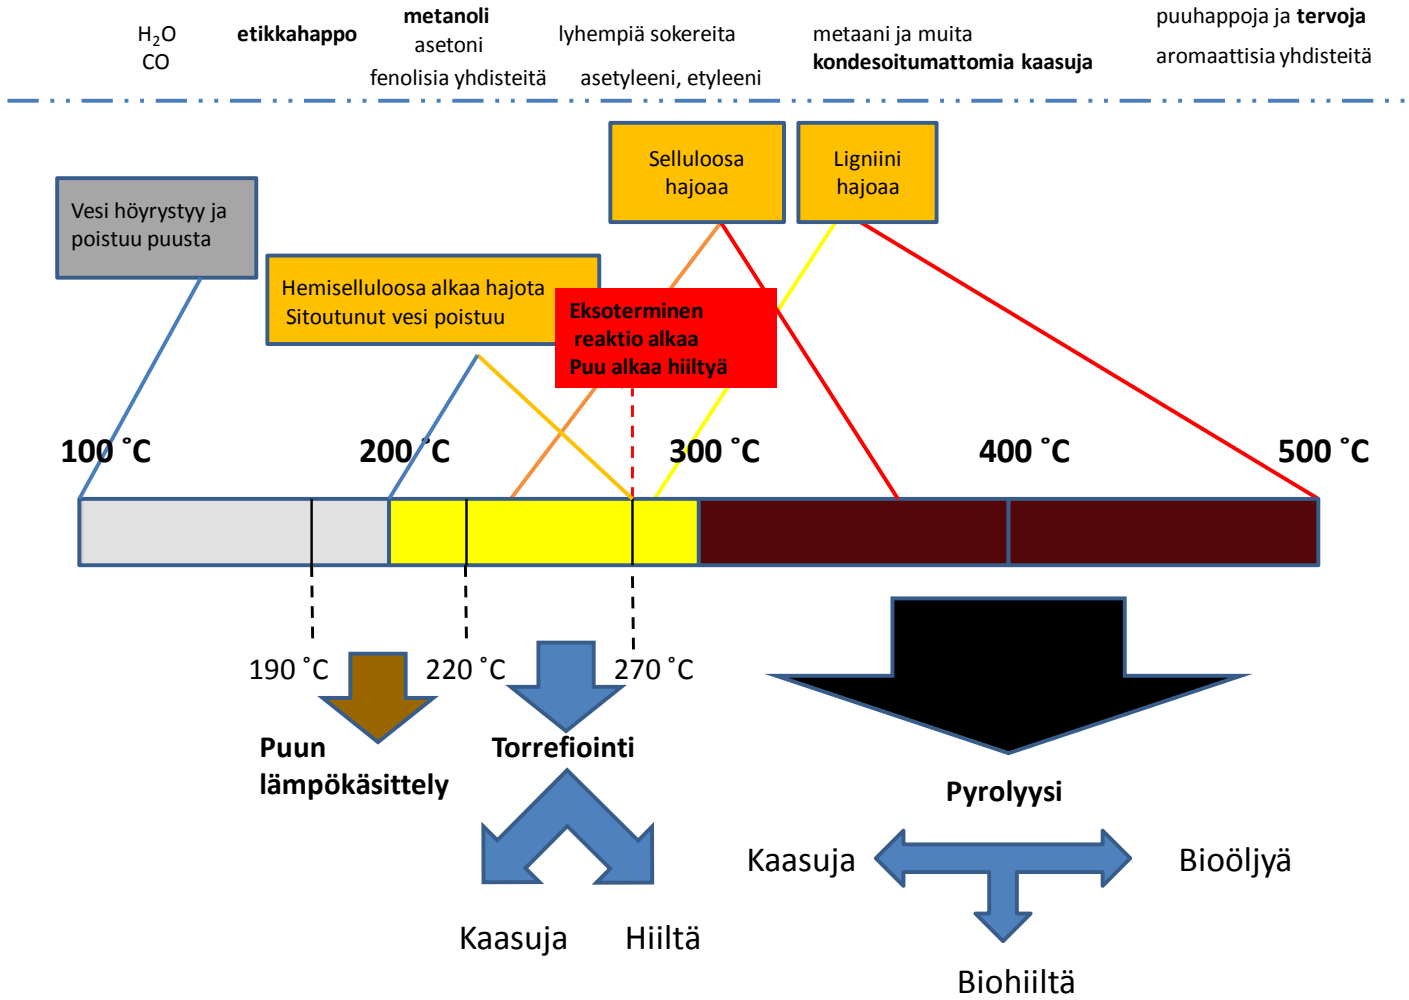 H₂O
CO
etikkahappo
metanoli
asetoni
fenolisia yhdisteitä
lyhempiä sokereita
asetyleeni, etyleeni
metaani ja muita
kondesoitumattomia kaasuja
puuhappoja ja tervoja
aromaattisia yhdisteitä
Selluloosa
hajoaa
Ligniini
hajoaa
Vesi höyrystyy ja
poistuu puusta
Hemiselluloosa alkaa hajota
Sitoutunut vesi poistuu
Eksoterminen
reaktio alkaa
Puu alkaa hiiltyä
100 ˚C
200 ˚C
300 ˚C
400 ˚C
500 ˚C
190 ˚C
220 ˚C
270 ˚C
Puun
lämpökäsittely
Torrefiointi
Pyrolyysi
Kaasuja
Hiiltä
Kaasuja
Bioöljyä
Biohiiltä